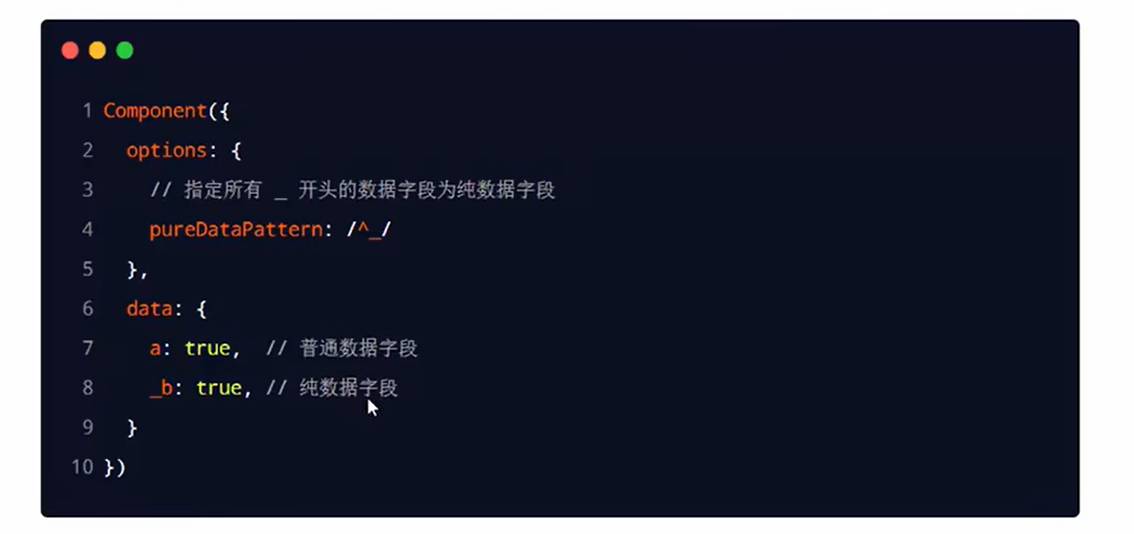 1 Component({
2 options: {
3 // 指定所有 _ 开头的数据字段为纯数据字段
4 pureDataPattern: /^_/
5 },
6 data: {
7 a: true, // 普通数据字段
8 _b: true, // 纯数据字段
9 }
10 })